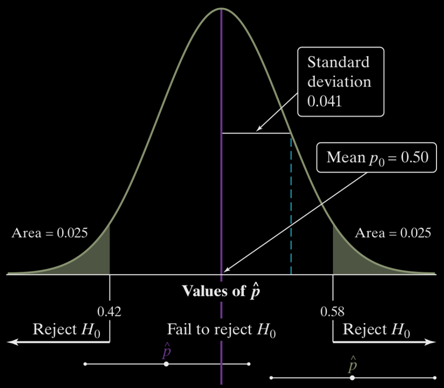 Standard
deviation
0.041
Mean p₀ = 0.50
Area = 0.025
Area = 0.025
Values of p̂
0.42
0.58
Reject H₀
Fail to reject H₀
Reject H₀
p̂
p̂